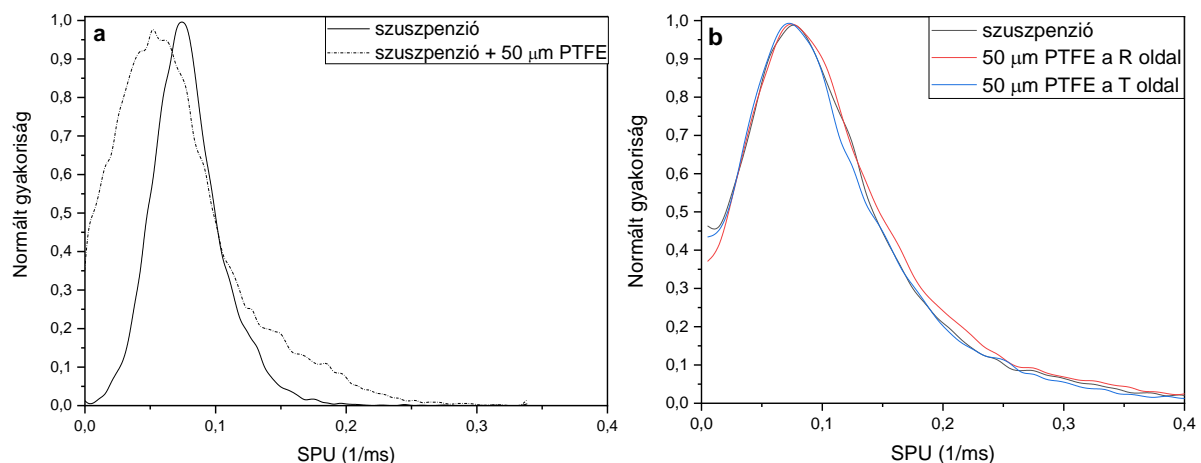 a
szuszpenzió
szuszpenzió + 50 μm PTFE
Normált gyakoriság
1,0
0,9
0,8
0,7
0,6
0,5
0,4
0,3
0,2
0,1
0,0
0,0 0,1 0,2 0,3 0,4
SPU (1/ms)
b
szuszpenzió
50 μm PTFE a R oldal
50 μm PTFE a T oldal
Normált gyakoriság
1,0
0,9
0,8
0,7
0,6
0,5
0,4
0,3
0,2
0,1
0,0
0,0 0,1 0,2 0,3 0,4
SPU (1/ms)